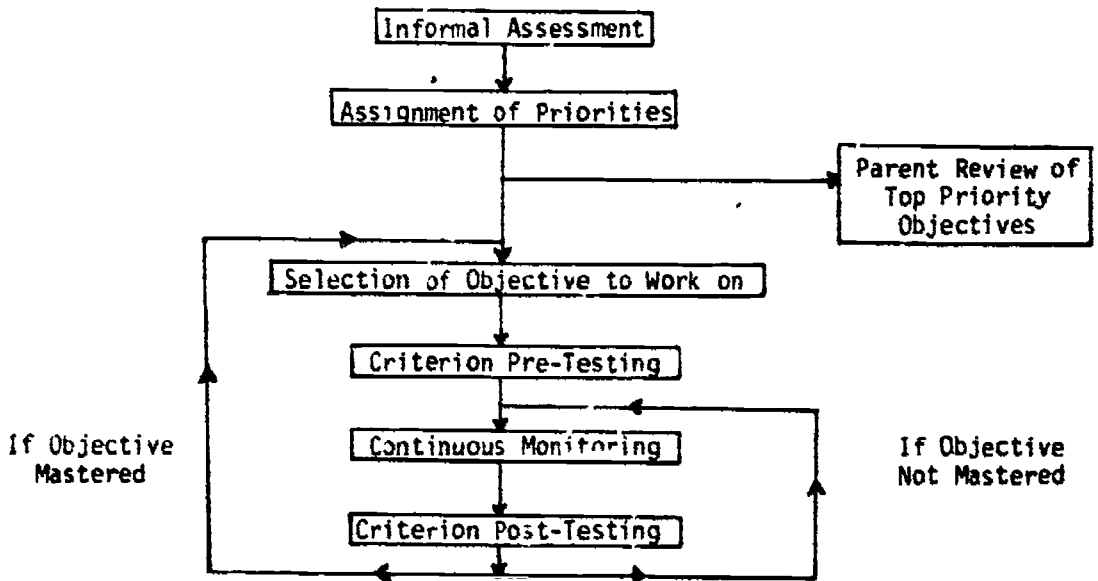 Informal Assessment
Assignment of Priorities
Parent Review of
Top Priority
Objectives
Selection of Objective to Work on
Criterion Pre-Testing
Continuous Monitoring
Criterion Post-Testing
If Objective
Mastered
If Objective
Not Mastered